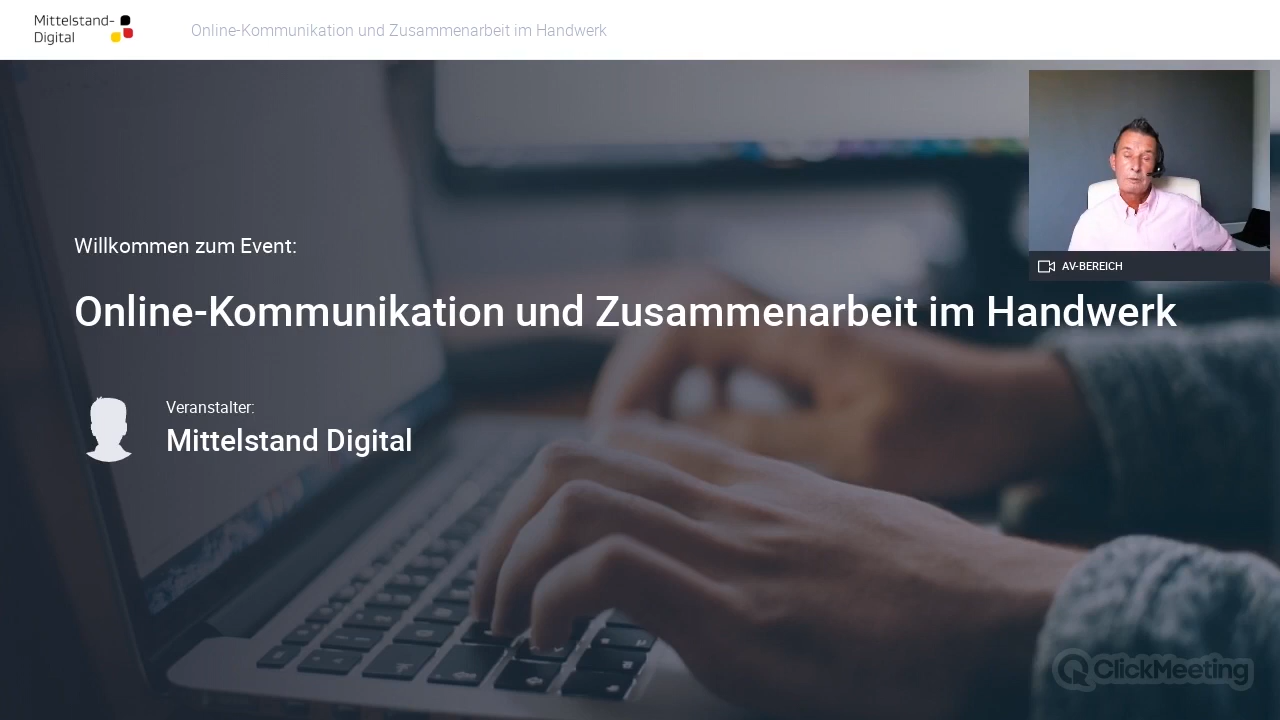 Mittelstand-
Digital
Online-Kommunikation und Zusammenarbeit im Handwerk
AV-BEREICH
Willkommen zum Event:
Online-Kommunikation und Zusammenarbeit im Handwerk
Veranstalter:
Mittelstand Digital
ClickMeeting